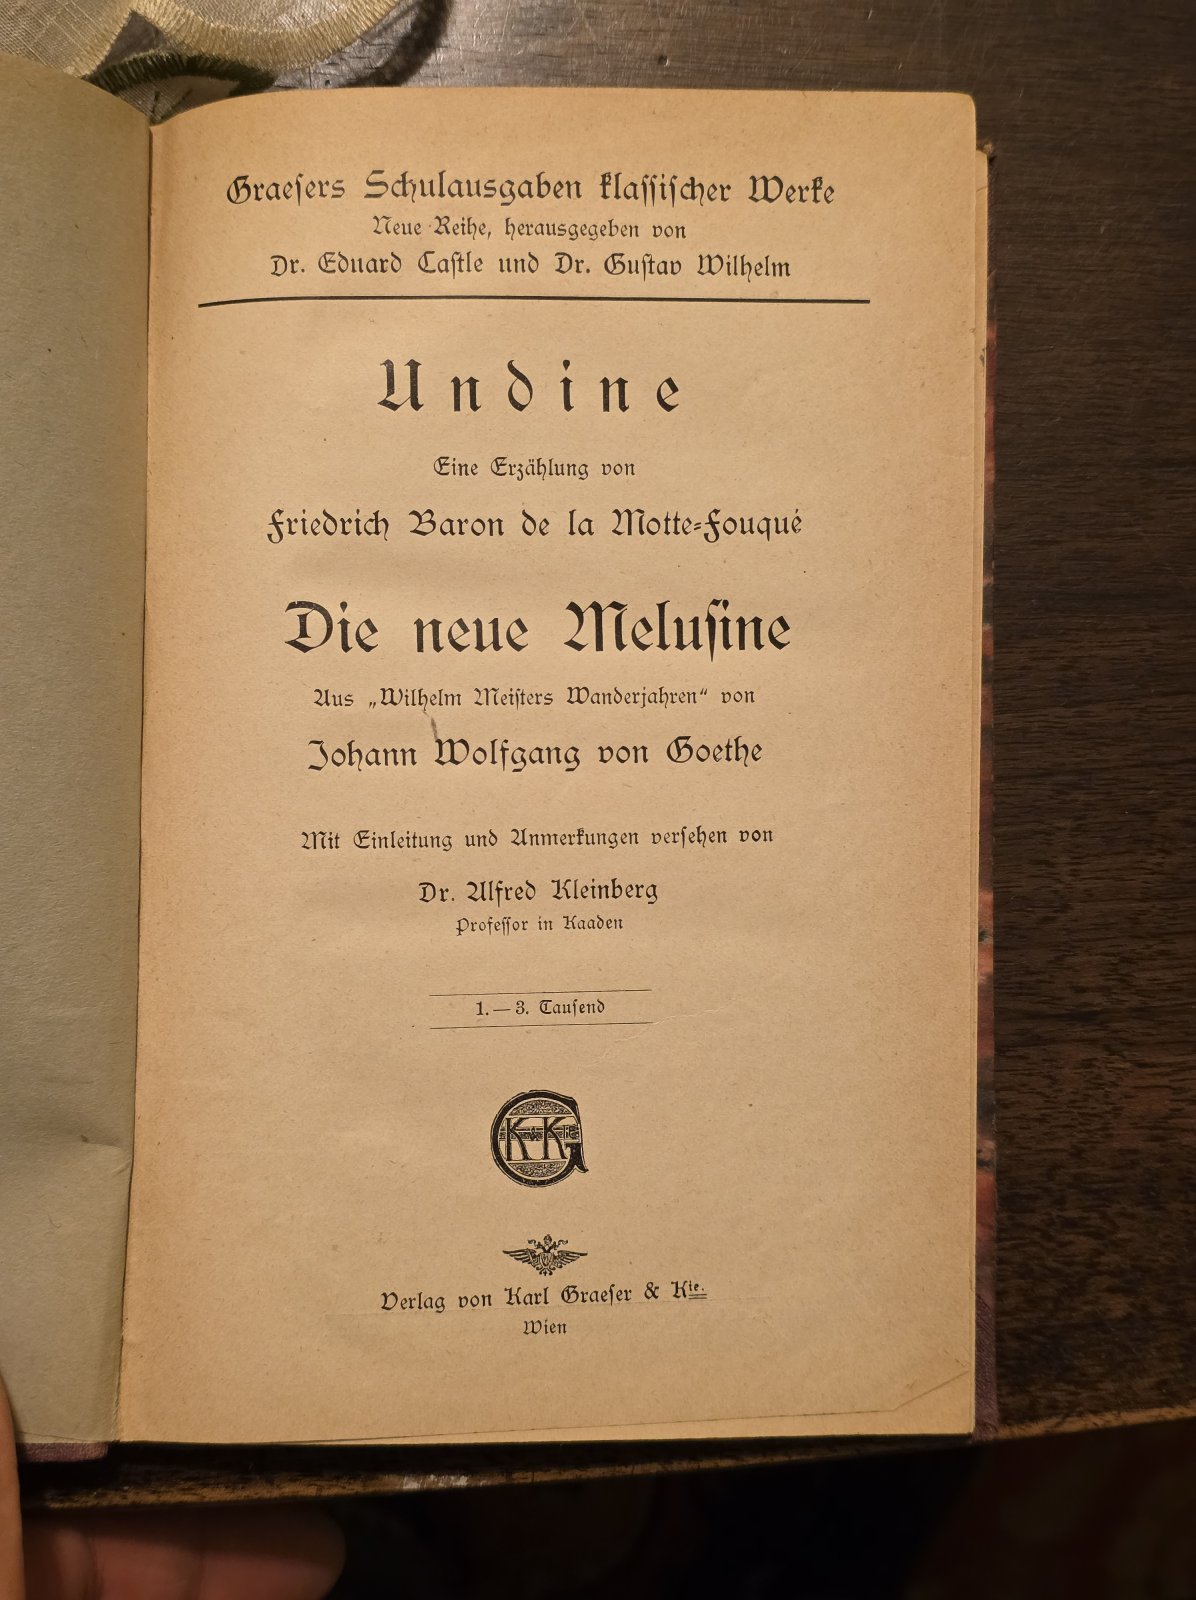 Graeſers Schulausgaben klaſſiſcher Werke
Neue Reihe, herausgegeben von
Dr. Eduard Caſtle und Dr. Guſtav Wilhelm
Undine
Eine Erzählung von
Friedrich Baron de la Motte-Fouqué
Die neue Meluſine
Aus „Wilhelm Meiſters Wanderjahren“ von
Johann Wolfgang von Goethe
Mit Einleitung und Anmerkungen verſehen von
Dr. Alfred Kleinberg
Profeſſor in Kaaden
1.—3. Tauſend
Verlag von Karl Graeſer & Kie.
Wien